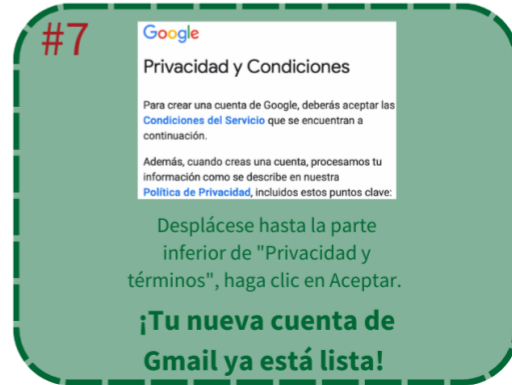 #7
Google
Privacidad y Condiciones
Para crear una cuenta de Google, deberás aceptar las
Condiciones del Servicio que se encuentran a
continuación.
Además, cuando creas una cuenta, procesamos tu
información como se describe en nuestra
Política de Privacidad, incluidos estos puntos clave:
Desplácese hasta la parte
inferior de "Privacidad y
términos", haga clic en Aceptar.
¡Tu nueva cuenta de
Gmail ya está lista!